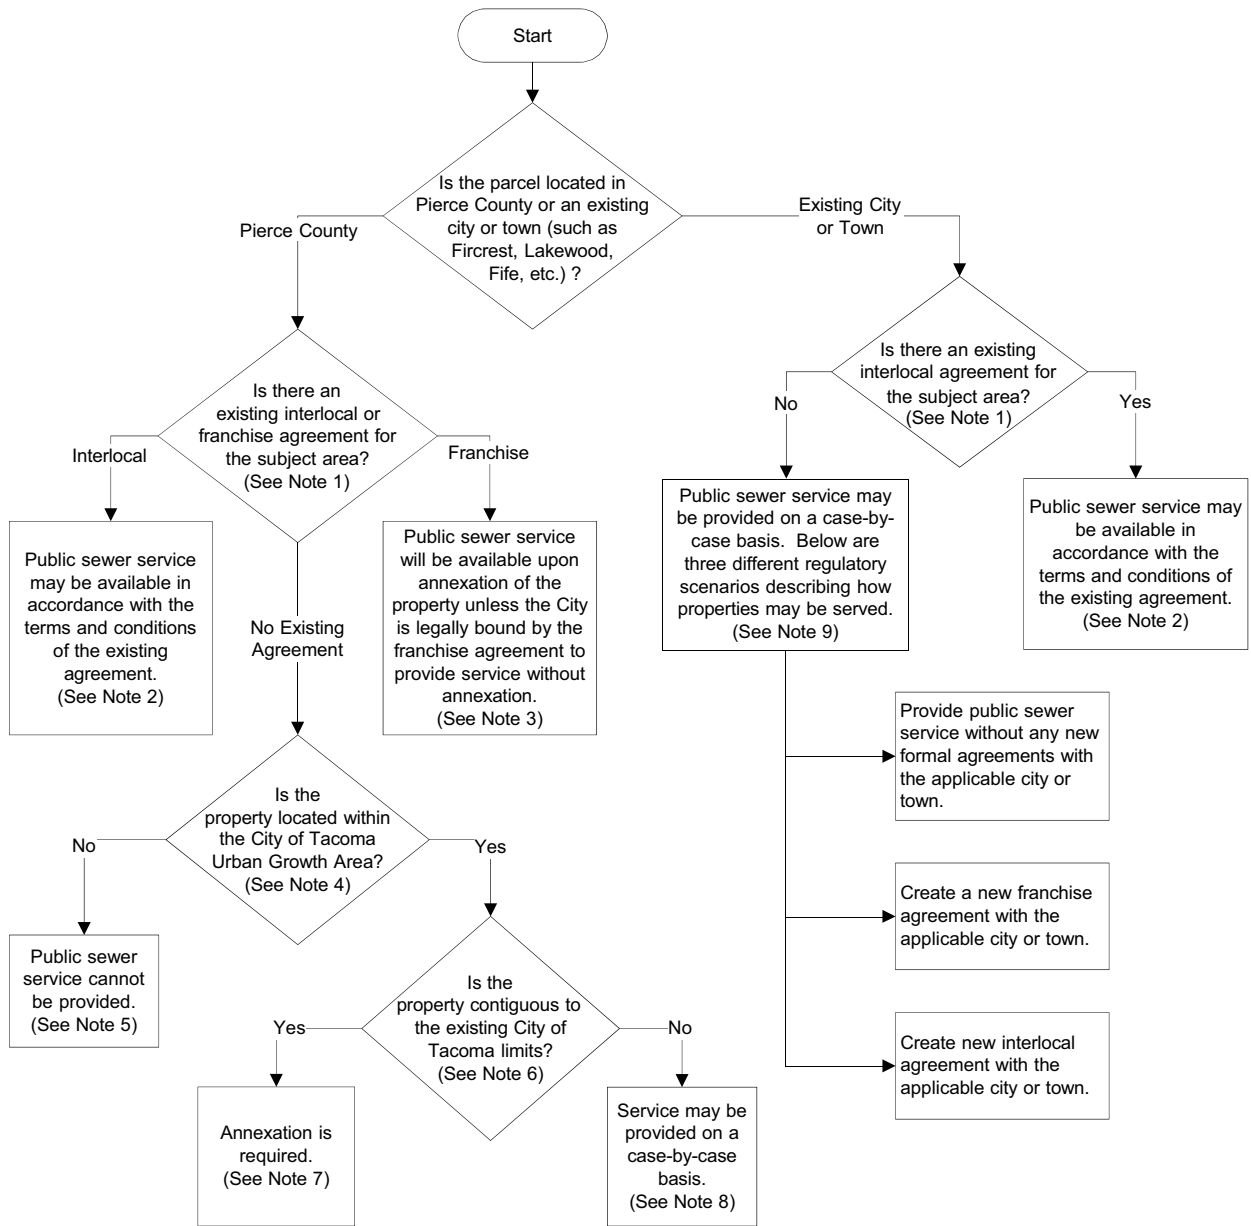 Start
Is the parcel located in
Pierce County or an existing
city or town (such as
Fircrest, Lakewood,
Fife, etc.) ?
Pierce County
Existing City
or Town
Is there an
existing interlocal or
franchise agreement for
the subject area?
(See Note 1)
Interlocal
Franchise
No Existing
Agreement
Public sewer service
may be available in
accordance with the
terms and conditions
of the existing
agreement.
(See Note 2)
Public sewer service
will be available upon
annexation of the
property unless the City
is legally bound by the
franchise agreement to
provide service without
annexation.
(See Note 3)
Is the
property located within
the City of Tacoma
Urban Growth Area?
(See Note 4)
No
Yes
Public sewer
service cannot
be provided.
(See Note 5)
Is the
property contiguous to
the existing City of
Tacoma limits?
(See Note 6)
Yes
No
Annexation is
required.
(See Note 7)
Service may be
provided on a
case-by-case
basis.
(See Note 8)
Is there an existing
interlocal agreement for
the subject area?
(See Note 1)
No
Yes
Public sewer service may
be provided on a case-by-
case basis. Below are
three different regulatory
scenarios describing how
properties may be served.
(See Note 9)
Public sewer service may
be available in
accordance with the
terms and conditions of
the existing agreement.
(See Note 2)
Provide public sewer
service without any new
formal agreements with
the applicable city or
town.
Create a new franchise
agreement with the
applicable city or town.
Create new interlocal
agreement with the
applicable city or town.